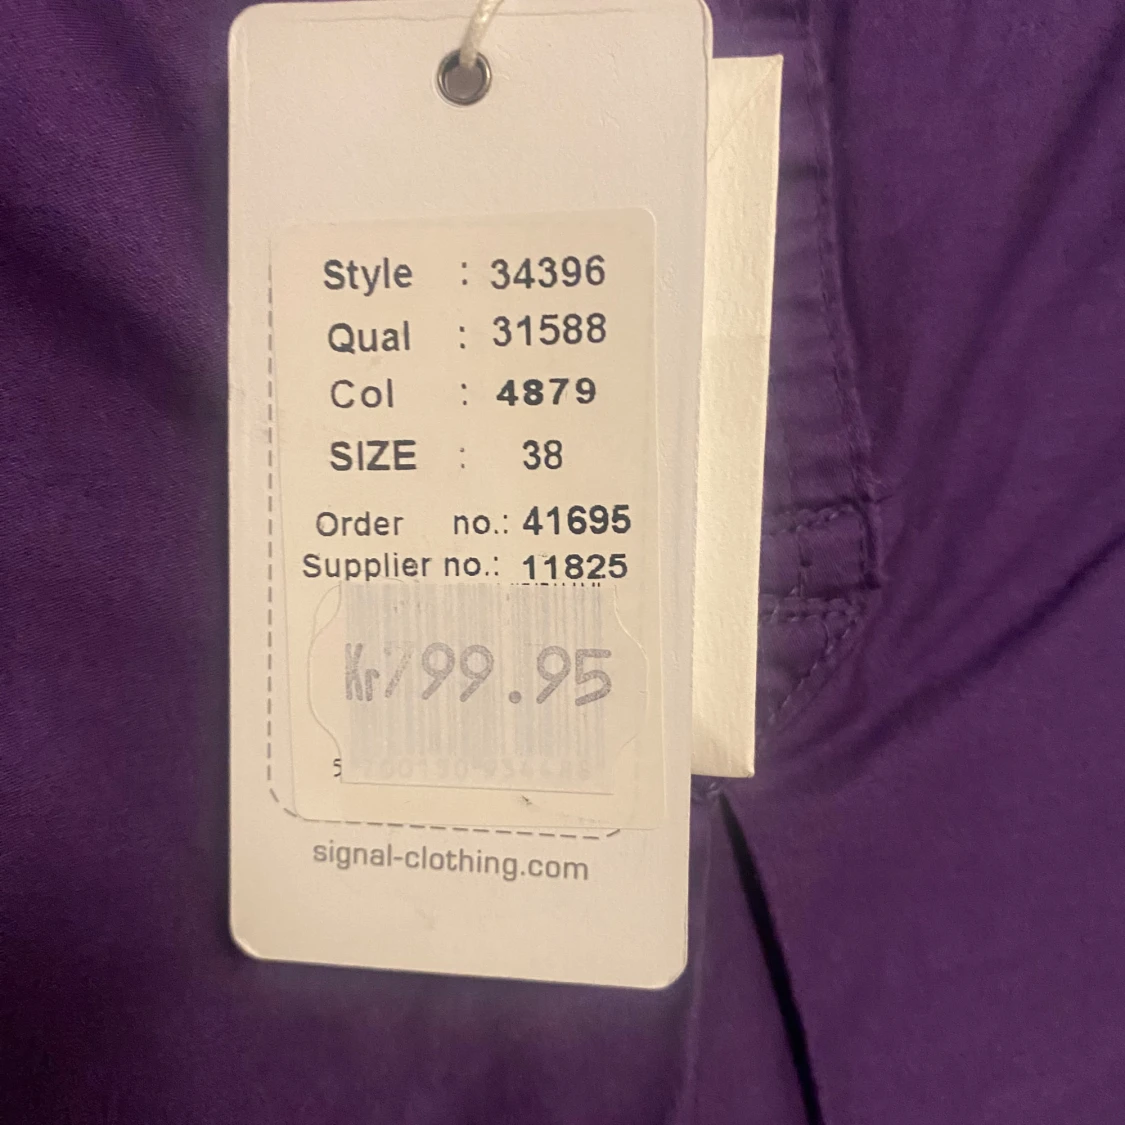 Style : 34396
Qual : 31588
Col : 4879
SIZE : 38
Order no.: 41695
Supplier no.: 11825
Kr799.95
5
signal-clothing.com